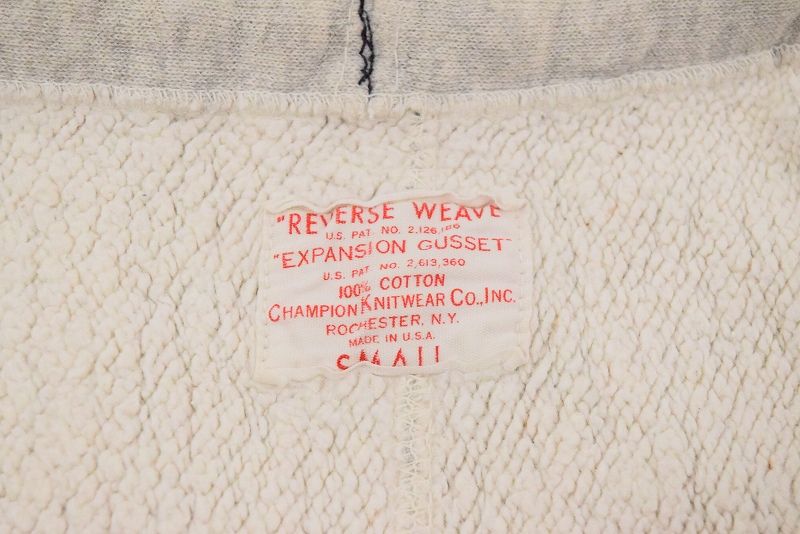 "REVERSE WEAVE"
U.S. PAT. NO. 2,126,186
"EXPANSION GUSSET"
U.S. PAT. NO. 2,613,360
100% COTTON
CHAMPION KNITWEAR CO., INC.
ROCHESTER, N.Y.
MADE IN U.S.A.
SMALL